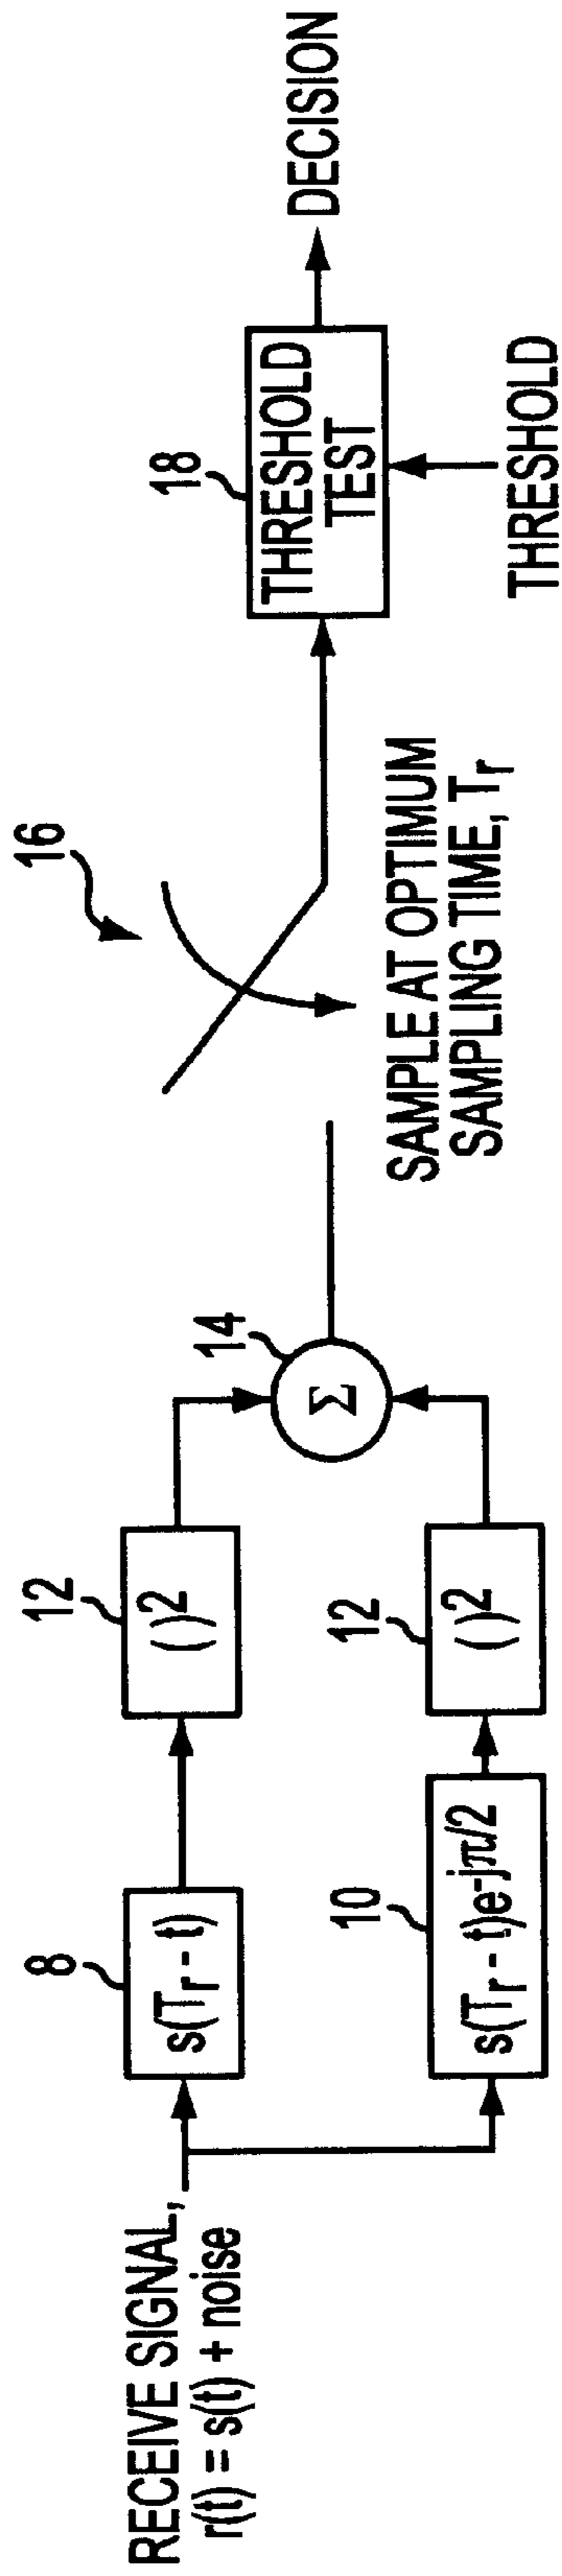 RECEIVE SIGNAL,
r(t) = s(t) + noise
8
s(Tr - t)
10
s(Tr - t)e-jπ/2
12
( )2
12
( )2
14
Σ
16
SAMPLE AT OPTIMUM
SAMPLING TIME, Tr
18
THRESHOLD
TEST
THRESHOLD
DECISION